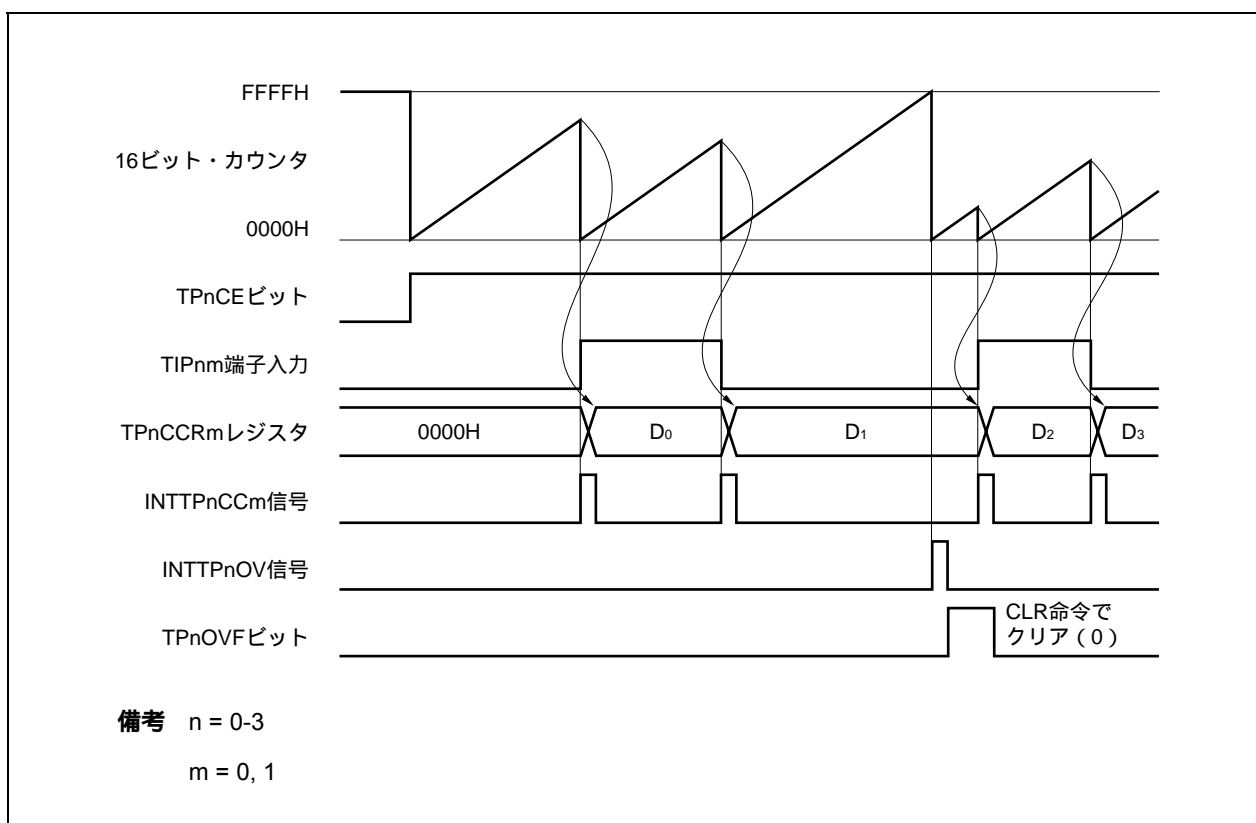 FFFFH
16ビット・カウンタ
0000H
TPnCEビット
TIPnm端子入力
TPnCCRmレジスタ
0000H
D0
D1
D2
D3
INTTPnCCm信号
INTTPnOV信号
TPnOVFビット
CLR命令で
クリア（0）
備考 n = 0-3
m = 0, 1